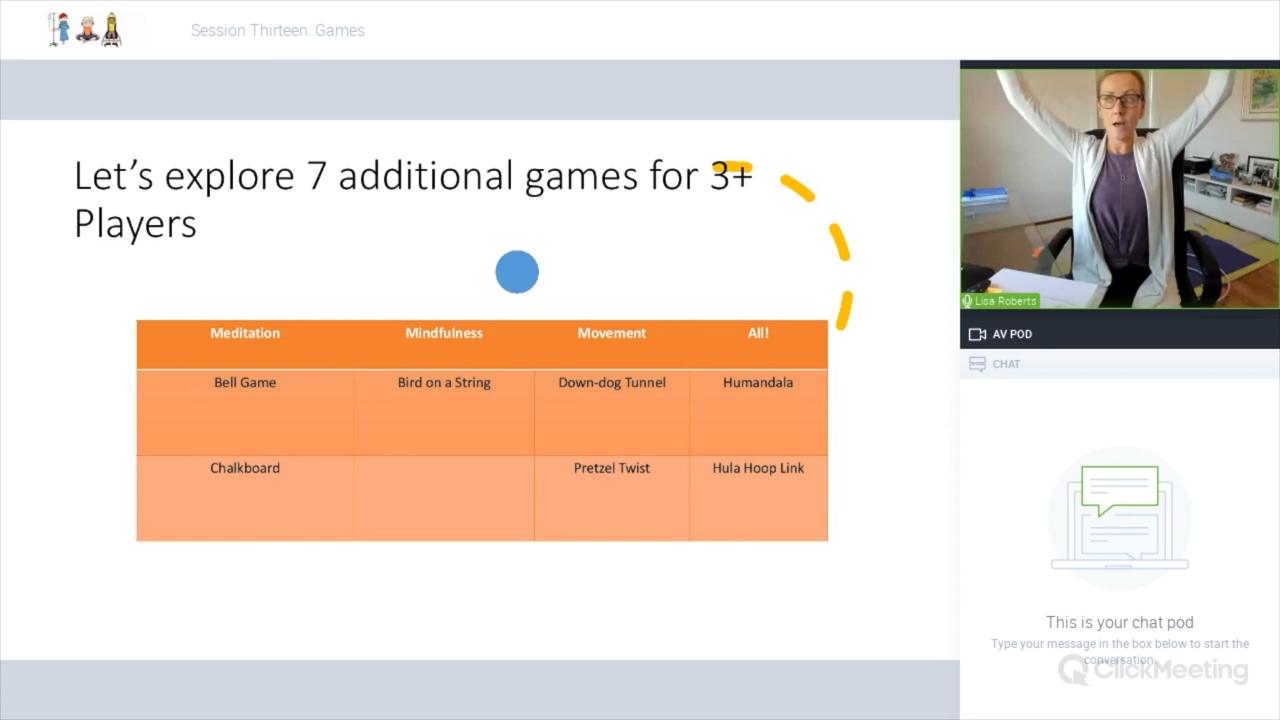 Session Thirteen: Games
Let's explore 7 additional games for 3+
Players
Meditation Mindfulness Movement All!
Bell Game Bird on a String Down-dog Tunnel Humandala
Chalkboard Pretzel Twist Hula Hoop Link
Lisa Roberts
AV POD
CHAT
This is your chat pod
Type your message in the box below to start the
conversation.
ClickMeeting